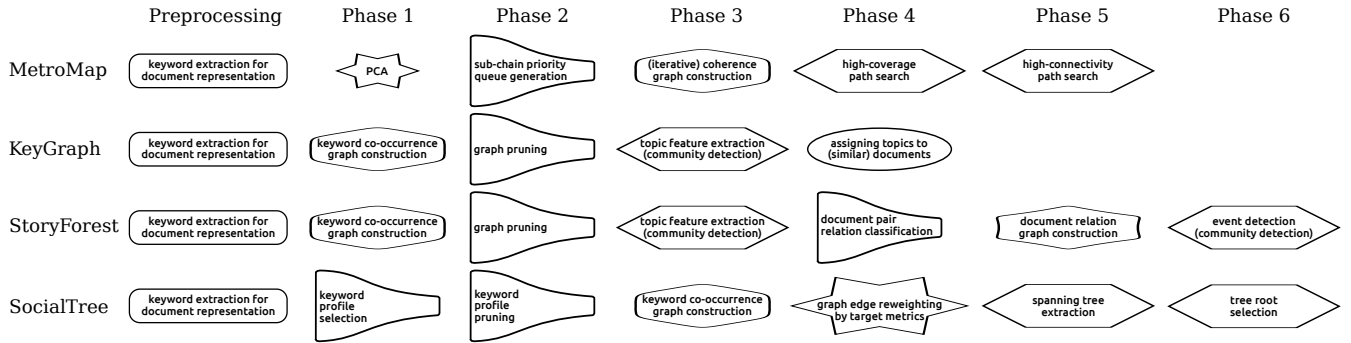 Preprocessing Phase 1 Phase 2 Phase 3 Phase 4 Phase 5 Phase 6
MetroMap
keyword extraction for
document representation
PCA
sub-chain priority
queue generation
(iterative) coherence
graph construction
high-coverage
path search
high-connectivity
path search
KeyGraph
keyword extraction for
document representation
keyword co-occurrence
graph construction
graph pruning
topic feature extraction
(community detection)
assigning topics to
(similar) documents
StoryForest
keyword extraction for
document representation
keyword co-occurrence
graph construction
graph pruning
topic feature extraction
(community detection)
document pair
relation classification
document relation
graph construction
event detection
(community detection)
SocialTree
keyword extraction for
document representation
keyword
profile
selection
keyword
profile
pruning
keyword co-occurrence
graph construction
graph edge reweighting
by target metrics
spanning tree
extraction
tree root
selection